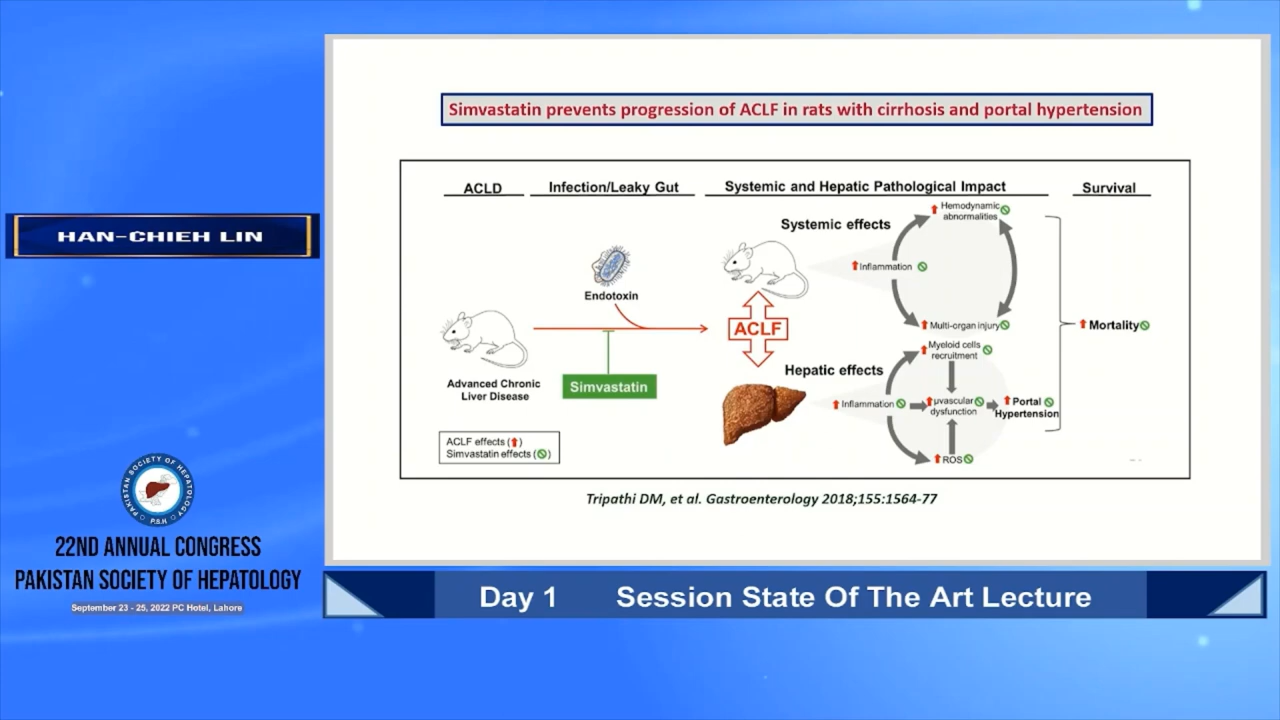 Simvastatin prevents progression of ACLF in rats with cirrhosis and portal hypertension
ACLD
Infection/Leaky Gut
Systemic and Hepatic Pathological Impact
Survival
Systemic effects
Hemodynamic
abnormalities
Inflammation
Multi-organ injury
Endotoxin
ACLF
Mortality
Advanced Chronic
Liver Disease
Simvastatin
Hepatic effects
Myeloid cells
recruitment
Inflammation
μvascular
dysfunction
Portal
Hypertension
ROS
ACLF effects (⬆)
Simvastatin effects (🛇)
Tripathi DM, et al. Gastroenterology 2018;155:1564-77
HAN-CHIEH LIN
PAKISTAN SOCIETY OF HEPATOLOGY
P.S.H
22ND ANNUAL CONGRESS
PAKISTAN SOCIETY OF HEPATOLOGY
September 23 - 25, 2022 PC Hotel, Lahore
Day 1 Session State Of The Art Lecture